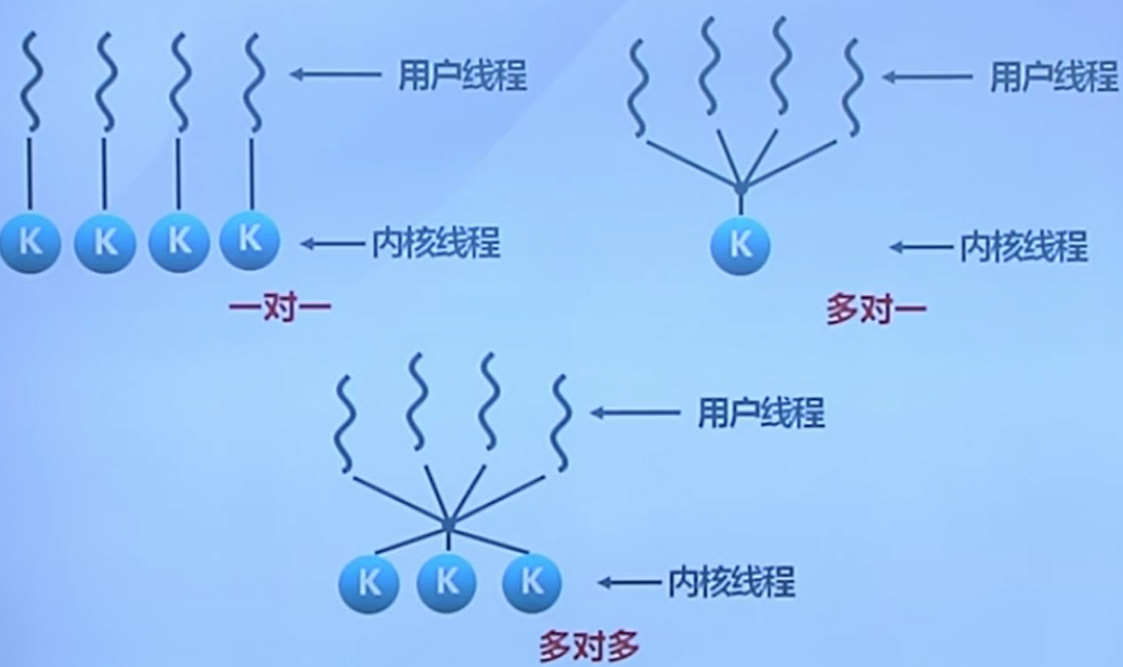 用户线程
用户线程
K K K K
内核线程
K
内核线程
一对一
多对一
用户线程
K K K
内核线程
多对多